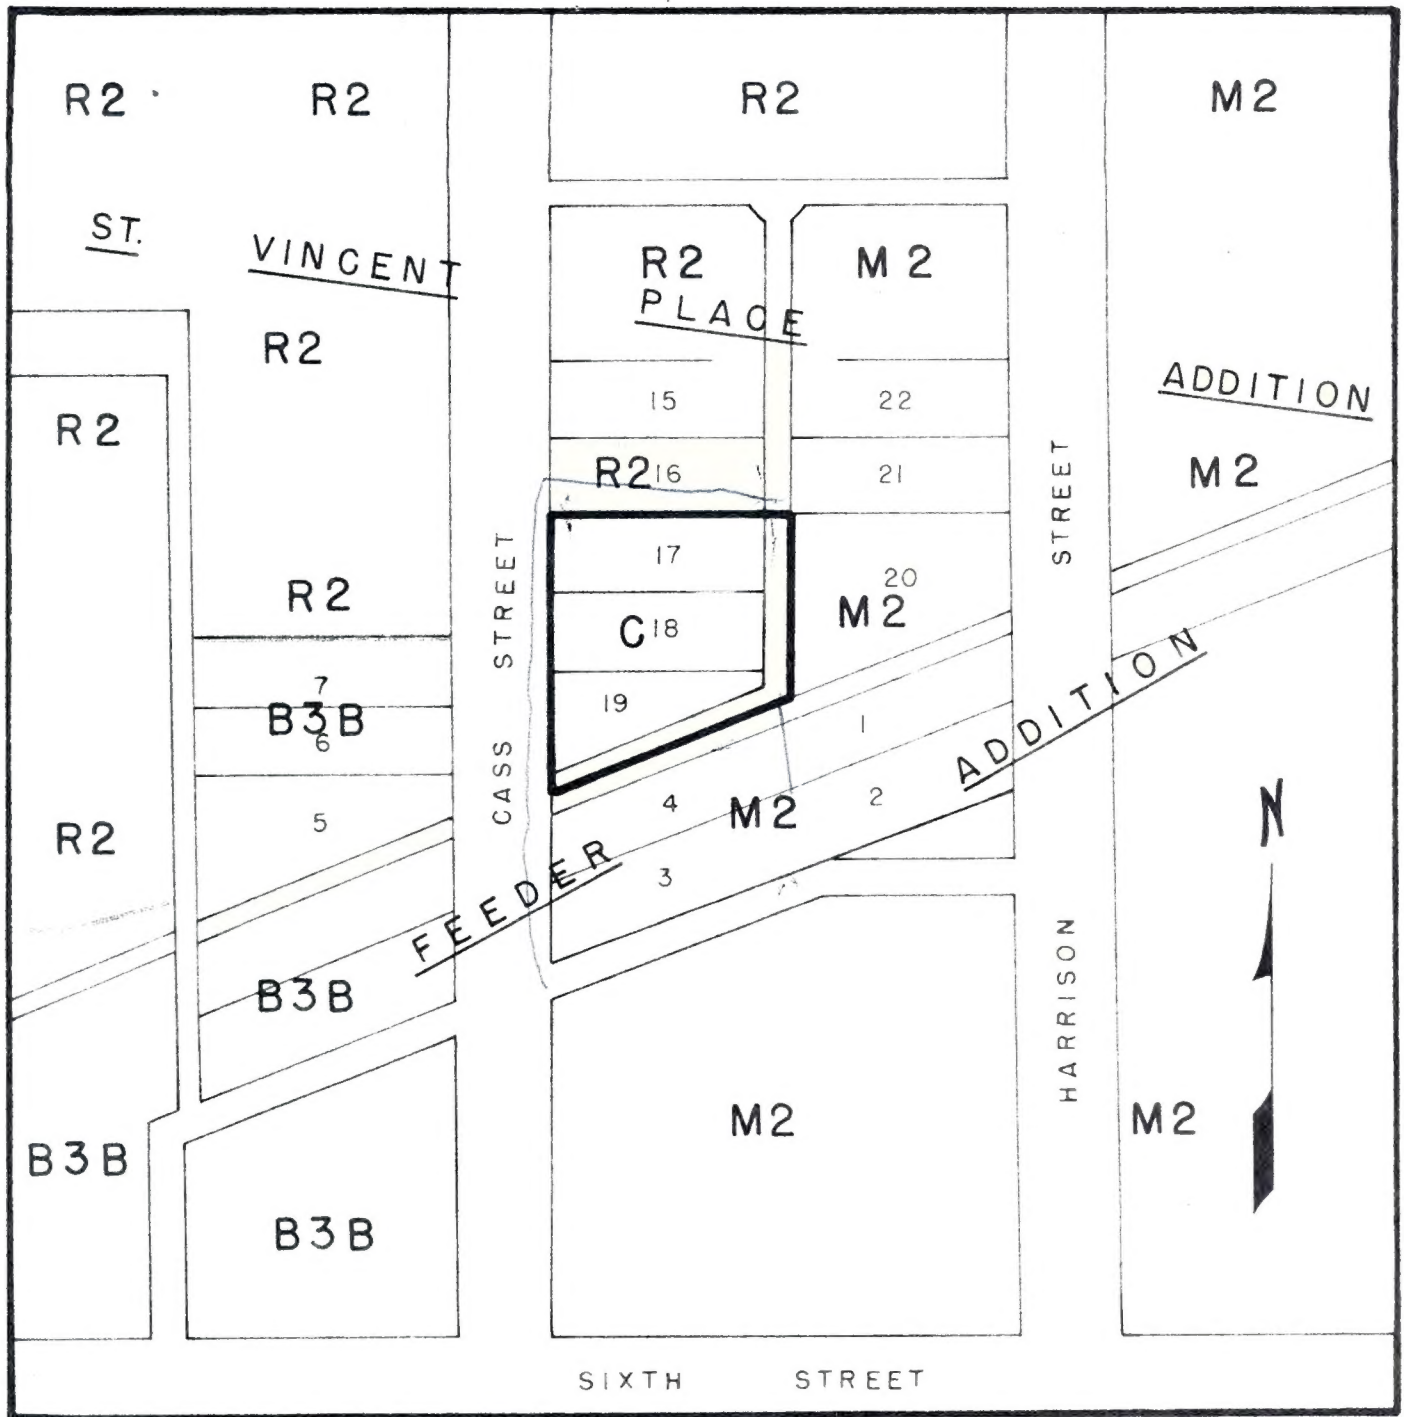 R2 R2 R2 M2
ST. VINCENT PLACE ADDITION
R2 M2
R2
15 22
R2
R2 16 21
M2
17
20
M2
R2
C 18
7
19
B3B
6
1
5
4 M2 2
R2
3
FEEDER ADDITION
CASS STREET
HARRISON STREET
N
B3B
M2 M2
B3B
B3B
SIXTH STREET